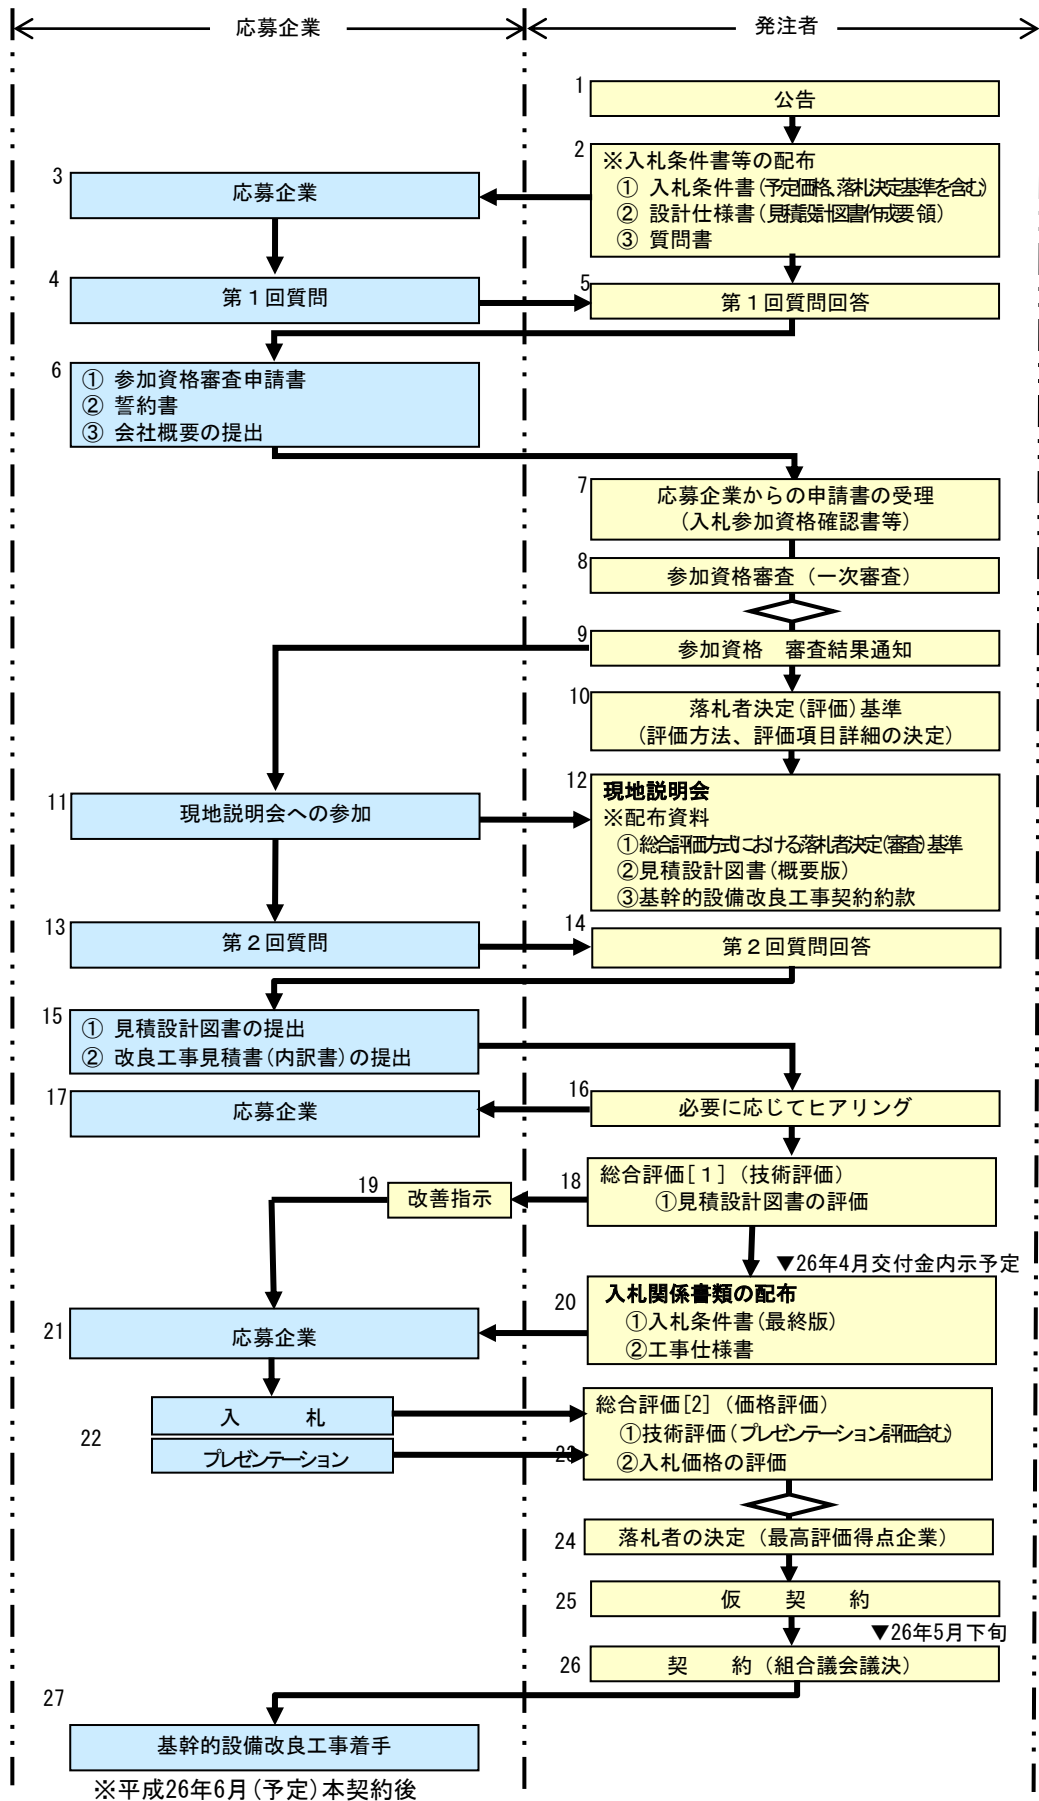 応募企業
発注者
1
公告
2
※入札条件書等の配布
① 入札条件書(予定価格、落札決定基準を含む)
② 設計仕様書(見積設計図書作成要領)
③ 質問書
3
応募企業
4
第1回質問
5
第1回質問回答
6
① 参加資格審査申請書
② 誓約書
③ 会社概要の提出
7
応募企業からの申請書の受理
(入札参加資格確認書等)
8
参加資格審査(一次審査)
9
参加資格 審査結果通知
10
落札者決定(評価)基準
(評価方法、評価項目詳細の決定)
11
現地説明会への参加
12
現地説明会
※配布資料
①総合評価方式における落札者決定(審査)基準
②見積設計図書(概要版)
③基幹的設備改良工事契約約款
13
第2回質問
14
第2回質問回答
15
① 見積設計図書の提出
② 改良工事見積書(内訳書)の提出
16
必要に応じてヒアリング
17
応募企業
18
総合評価[1](技術評価)
①見積設計図書の評価
19
改善指示
▼26年4月交付金内示予定
20
入札関係書類の配布
①入札条件書(最終版)
②工事仕様書
21
応募企業
22
入 札
プレゼンテーション
23
総合評価[2](価格評価)
①技術評価(プレゼンテーション評価含む)
②入札価格の評価
24
落札者の決定(最高評価得点企業)
25
仮 契 約
▼26年5月下旬
26
契 約(組合議会議決)
27
基幹的設備改良工事着手
※平成26年6月(予定)本契約後